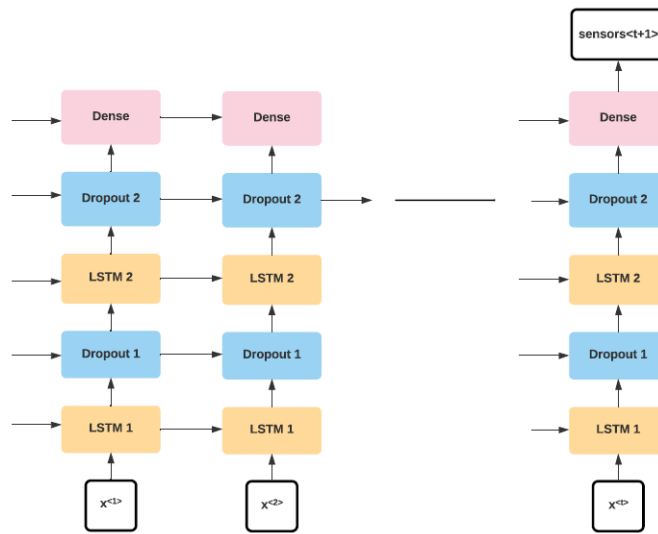 sensors<t+1>
Dense
Dense
Dense
Dropout 2
Dropout 2
Dropout 2
LSTM 2
LSTM 2
LSTM 2
Dropout 1
Dropout 1
Dropout 1
LSTM 1
LSTM 1
LSTM 1
x<1>
x<2>
x<t>